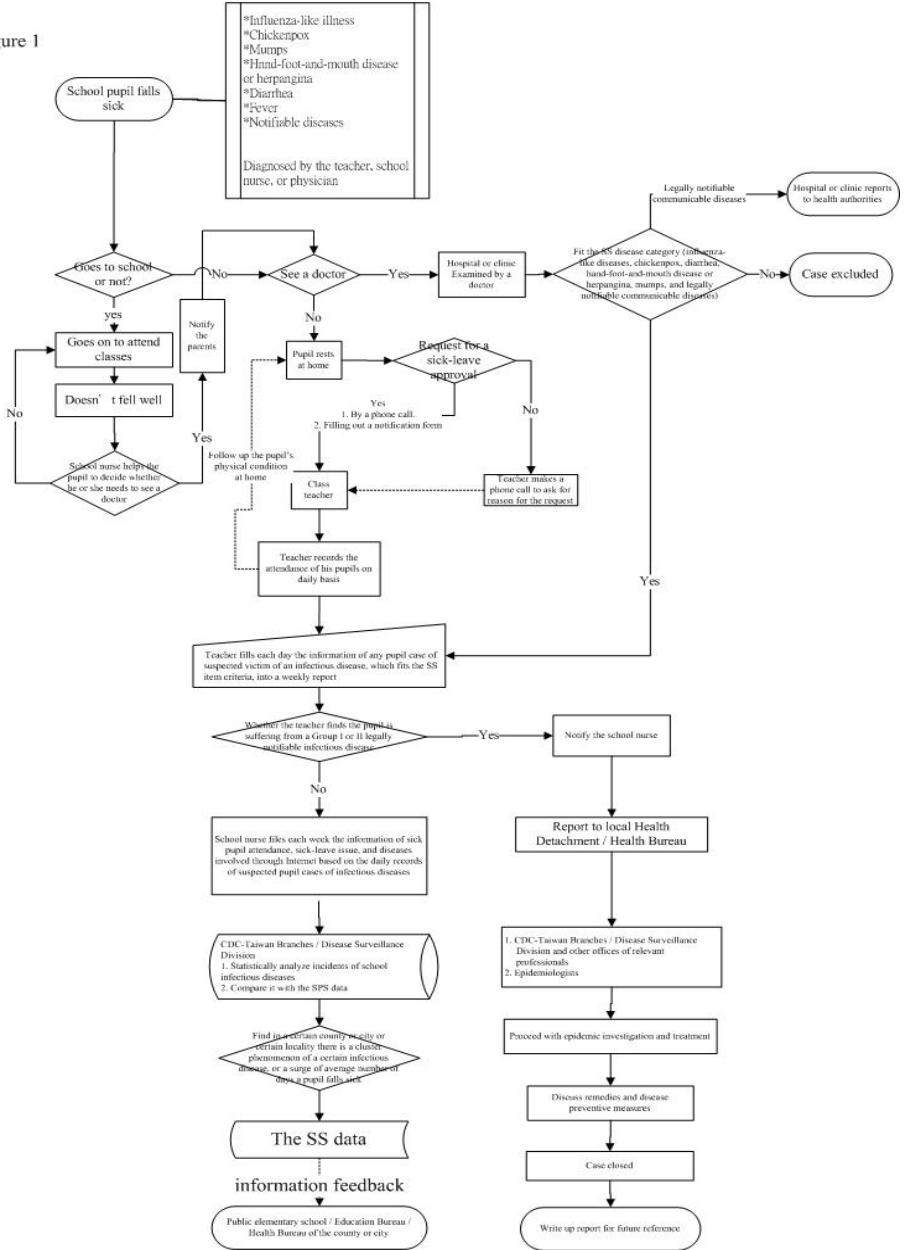 gure 1
*Influenza-like illness
*Chickenpox
*Mumps
*Hnnd-foot-and-mouth disease
or herpangina
*Diarrhea
*Fever
*Notifiable diseases
Diagnosed by the teacher, school
nurse, or physician
School pupil falls
sick
Legally notifiable
communicable diseases
Hospital or clinic reports
to health authorities
Goes to school
or not?
No
See a doctor
Yes
Hospital or clinic
Examined by a
doctor
Fit the SS disease category (influenza-
like diseases, chickenpox, diarrhea,
hand-foot-and-mouth disease or
herpangina, mumps, and legally
notifiable communicable diseases)
No
Case excluded
yes
Notify
the
parents
No
Goes on to attend
classes
Pupil rests
at home
Request for a
sick-leave
approval
Doesn’t fell well
No
Yes
Yes
1. By a phone call.
2. Filling out a notification form
No
School nurse helps the
pupil to decide whether
he or she needs to see a
doctor
Follow up the pupil's
physical condition
at home
Class
teacher
Teacher makes a
phone call to ask for
reason for the request
Teacher records the
attendance of his pupils on
daily basis
Yes
Teacher fills each day the information of any pupil case of
suspected victim of an infectious disease, which fits the SS
item criteria, into a weekly report
Whether the teacher finds the pupil is
suffering from a Group I or II legally
notifiable infectious disease
Yes
Notify the school nurse
No
School nurse files each week the information of sick
pupil attendance, sick-leave issue, and diseases
involved through Internet based on the daily records
of suspected pupil cases of infectious diseases
Report to local Health
Detachment / Health Bureau
CDC-Taiwan Branches / Disease Surveillance
Division
1. Statistically analyze incidents of school
infectious diseases
2. Compare it with the SPS data
1. CDC-Taiwan Branches / Disease Surveillance
Division and other offices of relevant
professionals
2. Epidemiologists
Find in a certain county or city or
certain locality there is a cluster
phenomenon of a certain infectious
disease, or a surge of average number of
days a pupil falls sick
Proceed with epidemic investigation and treatment
Discuss remedies and disease
preventive measures
The SS data
Case closed
information feedback
Public elementary school / Education Bureau /
Health Bureau of the county or city
Write up report for future reference